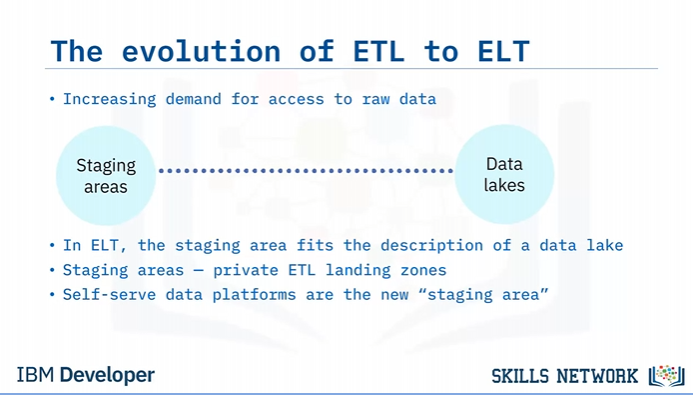 The evolution of ETL to ELT
• Increasing demand for access to raw data
Staging
areas
Data
lakes
• In ELT, the staging area fits the description of a data lake
• Staging areas – private ETL landing zones
• Self-serve data platforms are the new “staging area”
IBM Developer
SKILLS NETWORK